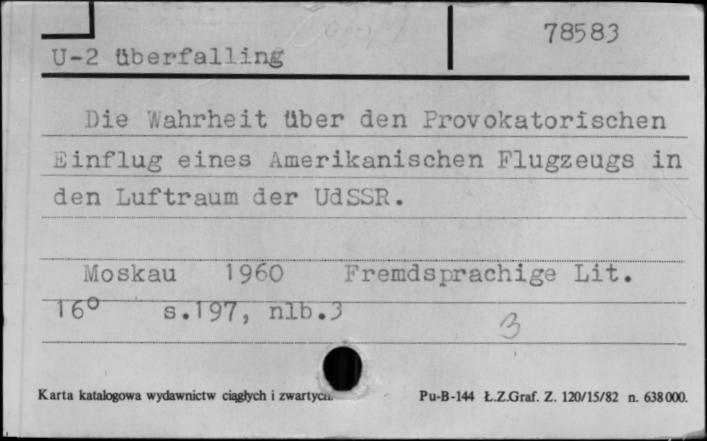 78583
U-2 überfalling
Die Wahrheit über den Provokatorischen
Einflug eines Amerikanischen Flugzeugs in
den Luftraum der UdSSR.
Moskau 1960 Fremdsprachige Lit.
16° s.197, nlb.3
3
Karta katalogowa wydawnictw ciągłych i zwartych. Pu-B-144 Ł.Z.Graf. Z. 120/15/82 n. 638000.